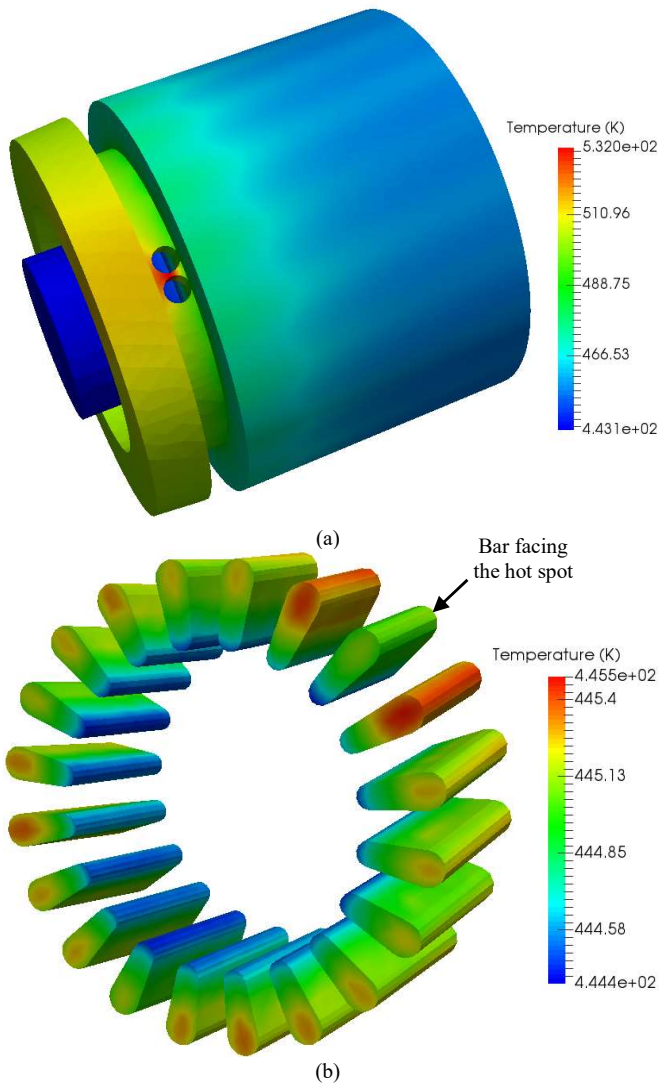 Temperature (K)
5.320e+02
510.96
488.75
466.53
4.431e+02
(a)
Bar facing
the hot spot
Temperature (K)
4.455e+02
445.4
445.13
444.85
444.58
4.444e+02
(b)